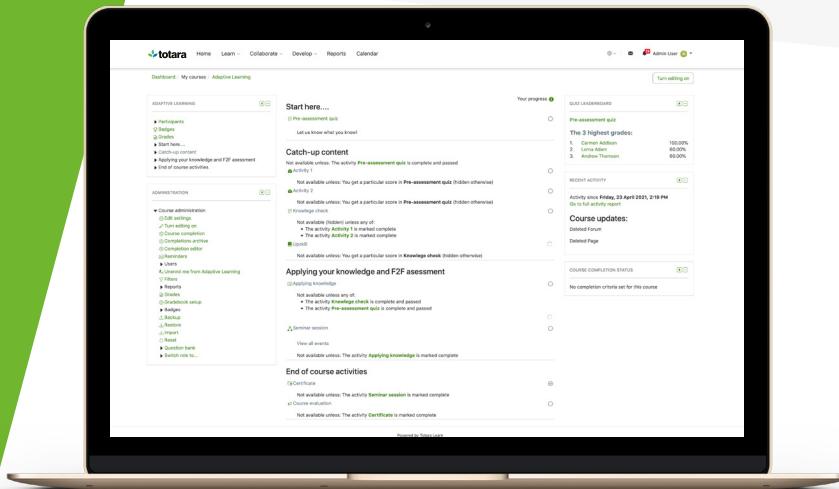 totara Home Learn Collaborate Develop Reports Calendar Admin User
Dashboard / My courses / Adaptive Learning
Turn editing on
ADAPTIVE LEARNING
Participants
Badges
Grades
Start here....
Catch-up content
Applying your knowledge and F2F asessment
End of course activities
ADMINISTRATION
Course administration
Edit settings
Turn editing on
Course completion
Completions archive
Completion editor
Reminders
Users
Unenrol me from Adaptive Learning
Filters
Reports
Grades
Gradebook setup
Badges
Backup
Restore
Import
Reset
Question bank
Switch role to...
Your progress
Start here....
Pre-assessment quiz
Let us know what you know!
Catch-up content
Not available unless: The activity Pre-assessment quiz is complete and passed
Activity 1
Not available unless: You get a particular score in Pre-assessment quiz (hidden otherwise)
Activity 2
Not available unless: You get a particular score in Pre-assessment quiz (hidden otherwise)
Knowlege check
Not available (hidden) unless any of:
• The activity Activity 1 is marked complete
• The activity Activity 2 is marked complete
Upskill
Not available unless: You get a particular score in Knowlege check (hidden otherwise)
Applying your knowledge and F2F asessment
Applying knowledge
Not available unless any of:
• The activity Knowlege check is complete and passed
• The activity Pre-assessment quiz is complete and passed
Seminar session
View all events
Not available unless: The activity Applying knowledge is marked complete
End of course activities
Certificate
Not available unless: The activity Seminar session is marked complete
Course evaluation
Not available unless: The activity Certificate is marked complete
QUIZ LEADERBOARD
Pre-assessment quiz
The 3 highest grades:
1. Carmen Addison 100.00%
2. Lorna Adam 60.00%
3. Andrew Thomson 60.00%
RECENT ACTIVITY
Activity since Friday, 23 April 2021, 2:19 PM
Go to full activity report
Course updates:
Deleted Forum
Deleted Page
COURSE COMPLETION STATUS
No completion criteria set for this course
Powered by Totara Learn